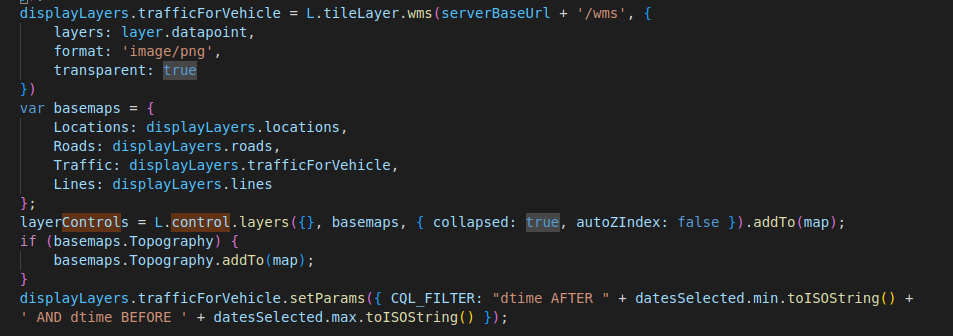 displayLayers.trafficForVehicle = L.tileLayer.wms(serverBaseUrl + '/wms', {
    layers: layer.datapoint,
    format: 'image/png',
    transparent: true
})
var basemaps = {
    Locations: displayLayers.locations,
    Roads: displayLayers.roads,
    Traffic: displayLayers.trafficForVehicle,
    Lines: displayLayers.lines
};
layerControls = L.control.layers({}, basemaps, { collapsed: true, autoZIndex: false }).addTo(map);
if (basemaps.Topography) {
    basemaps.Topography.addTo(map);
}
displayLayers.trafficForVehicle.setParams({ CQL_FILTER: "dtime AFTER " + datesSelected.min.toISOString() +
' AND dtime BEFORE ' + datesSelected.max.toISOString() });